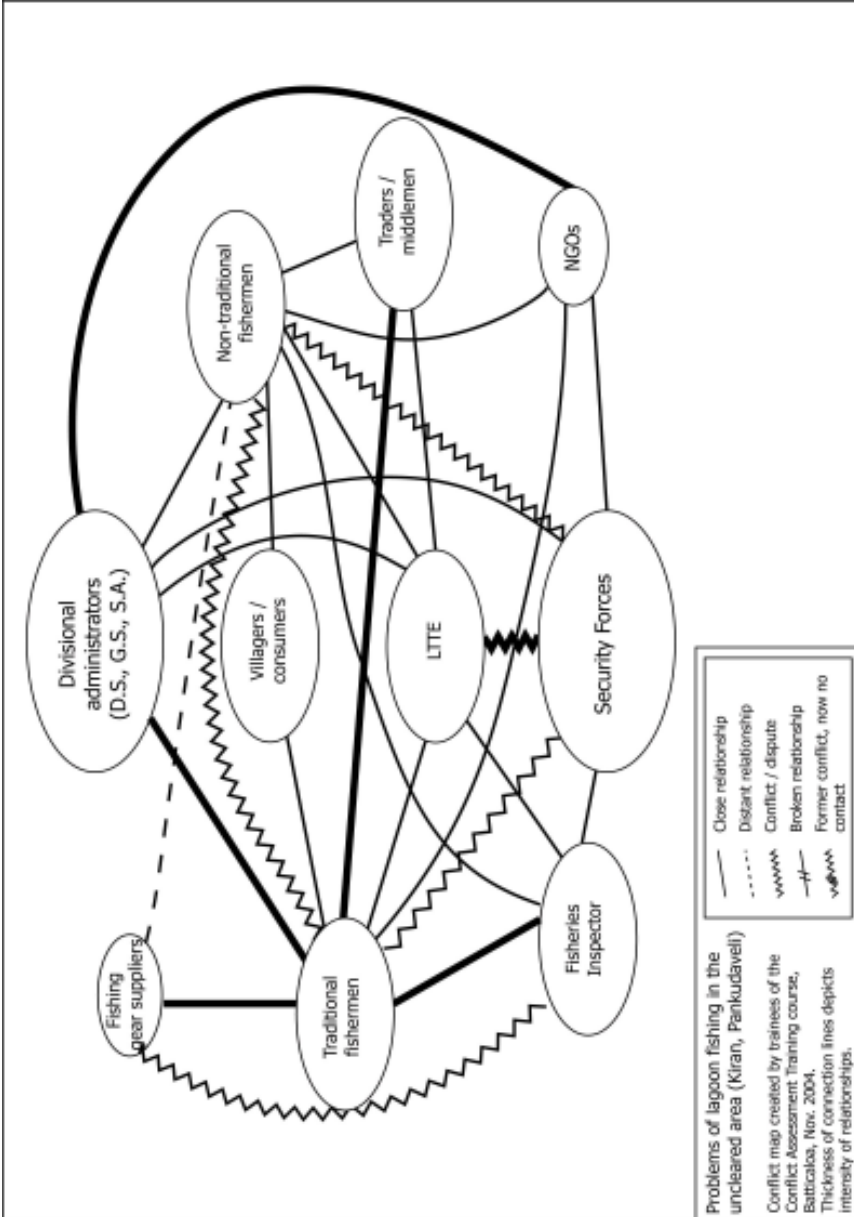 Fishing
gear suppliers
Divisional
administrators
(D.S., G.S., S.A.)
Non-traditional
fishermen
Villagers /
consumers
Traditional
fishermen
LTTE
Traders /
middlemen
Fisheries
Inspector
Security Forces
NGOs
Problems of lagoon fishing in the
uncleared area (Kiran, Pankudaveli)
Conflict map created by trainees of the
Conflict Assessment Training course,
Batticaloa, Nov. 2004.
Thickness of connection lines depicts
intensity of relationships.
Close relationship
Distant relationship
Conflict / dispute
Broken relationship
Former conflict, now no
contact